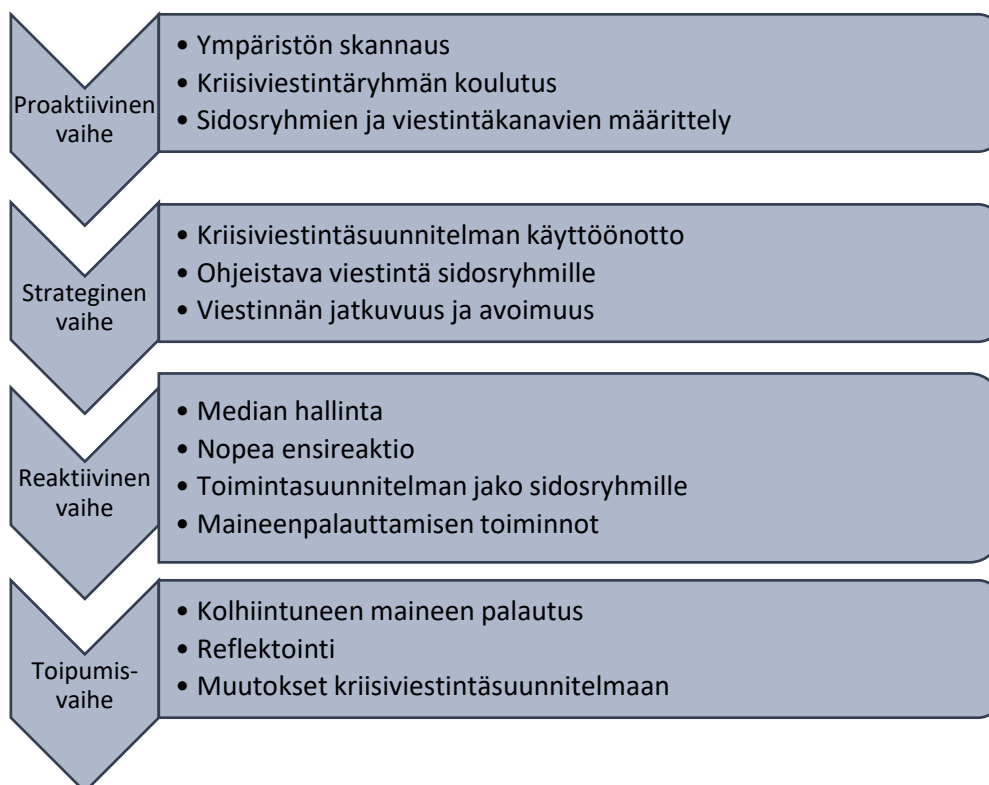 Proaktiivinen
vaihe
• Ympäristön skannaus
• Kriisiviestintäryhmän koulutus
• Sidosryhmien ja viestintäkanavien määrittely
Strateginen
vaihe
• Kriisiviestintäsuunnitelman käyttöönotto
• Ohjeistava viestintä sidosryhmille
• Viestinnän jatkuvuus ja avoimuus
Reaktiivinen
vaihe
• Median hallinta
• Nopea ensireaktio
• Toimintasuunnitelman jako sidosryhmille
• Maineenpalauttamisen toiminnot
Toipumis-
vaihe
• Kolhiintuneen maineen palautus
• Reflektointi
• Muutokset kriisiviestintäsuunnitelmaan